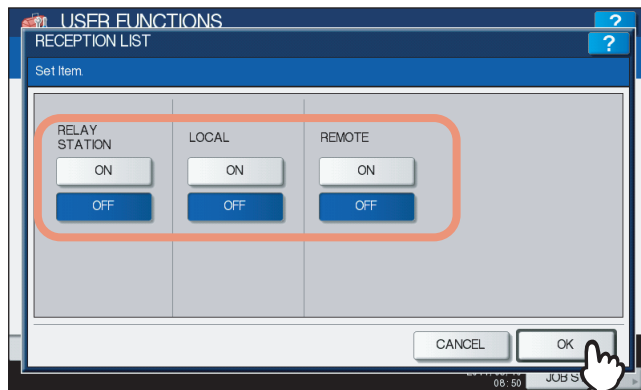 USER FUNCTIONS
?
RECEPTION LIST
?
Set Item.
RELAY
STATION
LOCAL
REMOTE
ON
ON
ON
OFF
OFF
OFF
CANCEL
OK
08:50
JOB S